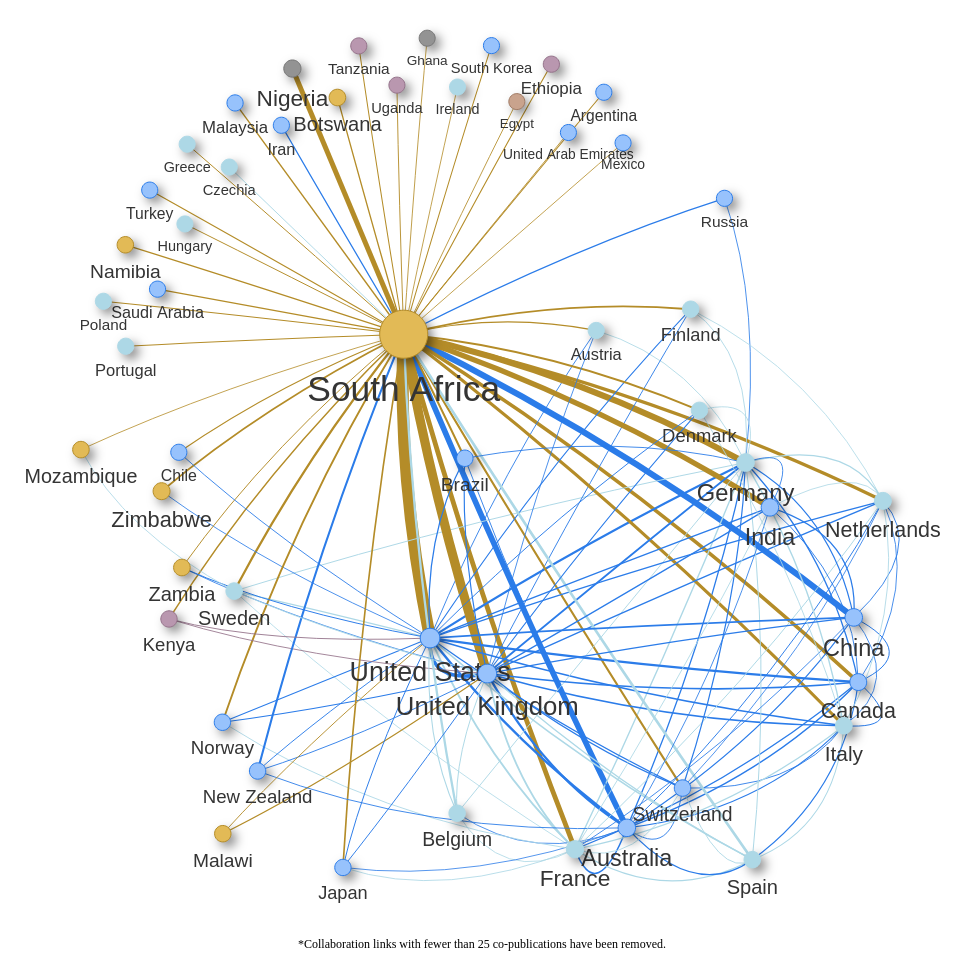 Ghana
Tanzania
South Korea
Ethiopia
Nigeria
Uganda
Ireland
Argentina
Malaysia
Botswana
Egypt
Iran
United Arab Emirates
Mexico
Greece
Czechia
Turkey
Russia
Hungary
Namibia
Saudi Arabia
Poland
Finland
Austria
Portugal
South Africa
Denmark
Mozambique
Chile
Brazil
Germany
Zimbabwe
India
Netherlands
Zambia
Sweden
Kenya
China
United States
United Kingdom
Canada
Norway
Italy
New Zealand
Switzerland
Belgium
Malawi
Australia
France
Japan
Spain
*Collaboration links with fewer than 25 co-publications have been removed.